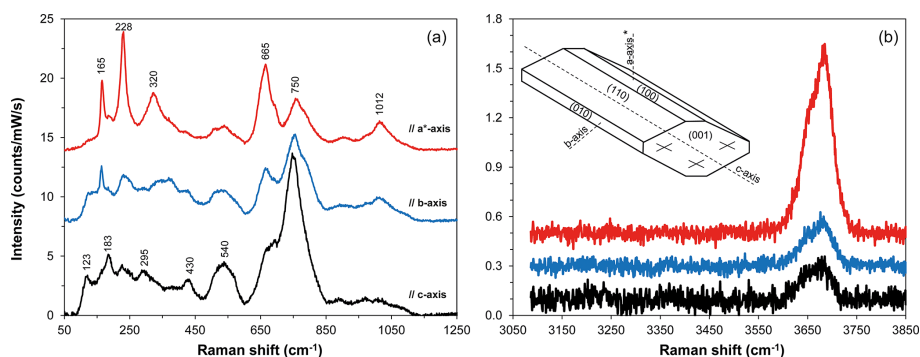 (a)
25
20
15
10
5
0
Intensity (counts/mW/s)
165
228
320
665
750
1012
// a*-axis
// b-axis
123
183
295
430
540
// c-axis
50 250 450 650 850 1050 1250
Raman shift (cm-1)
(b)
1.8
1.5
1.2
0.9
0.6
0.3
0.0
a-axis *
(100)
(110)
(010)
(001)
b-axis
c-axis
3050 3150 3250 3350 3450 3550 3650 3750 3850
Raman shift (cm-1)